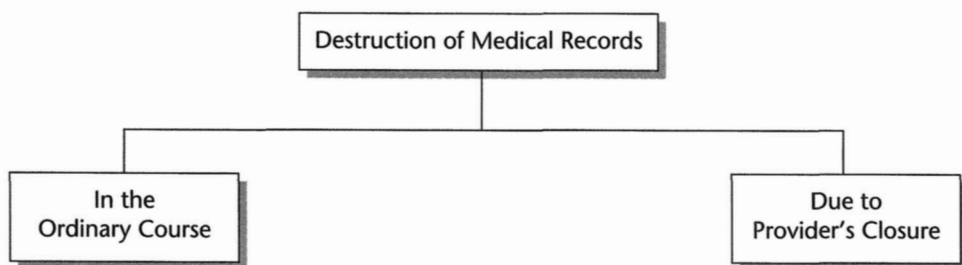 Destruction of Medical Records
In the
Ordinary Course
Due to
Provider's Closure